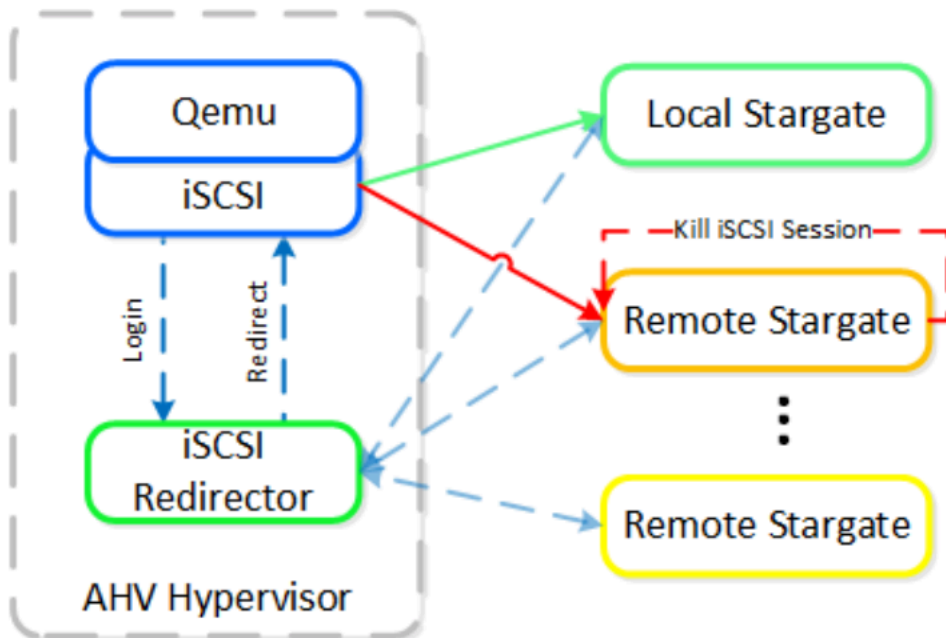 Qemu
iSCSI
Login
Redirect
iSCSI
Redirector
AHV Hypervisor
Local Stargate
Kill iSCSI Session
Remote Stargate
Remote Stargate